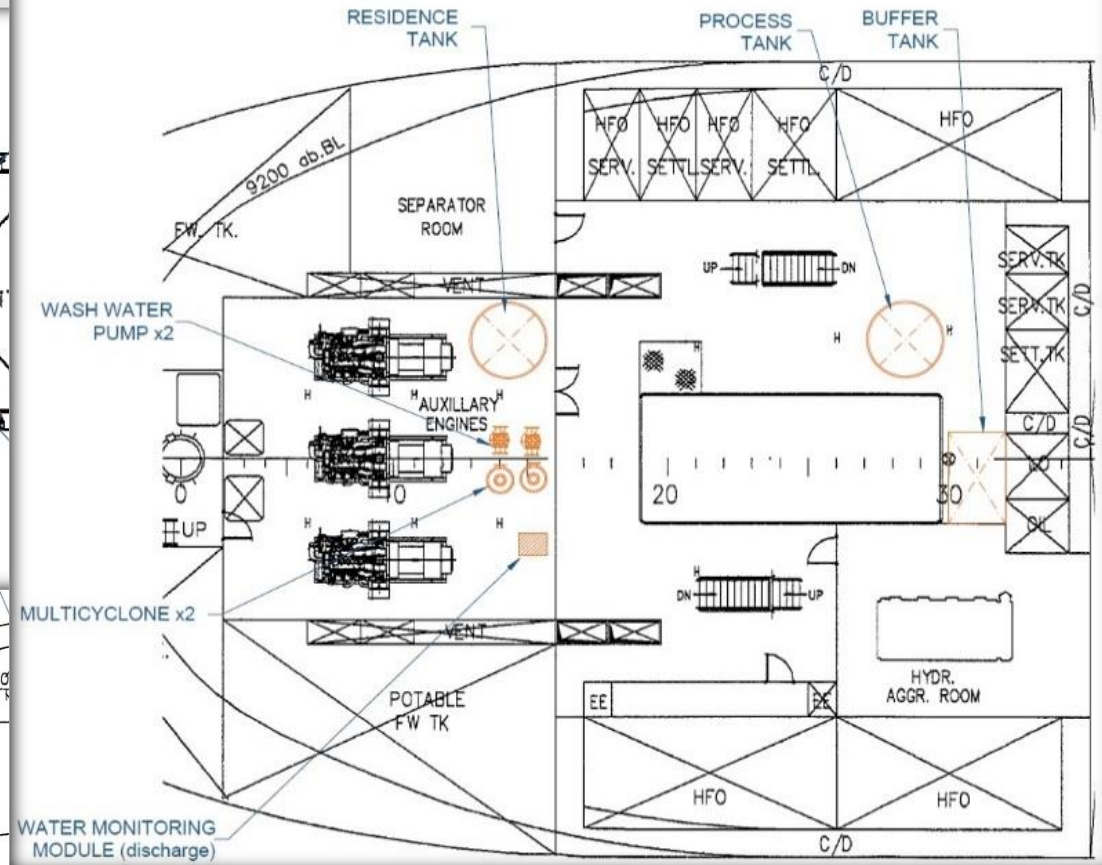 RESIDENCE
TANK
PROCESS
TANK
BUFFER
TANK
C/D
9200 ab.BL
HFO
SERV.
HFO
SETTL.
HFO
SERV.
HFO
SETTL.
HFO
SEPARATOR
ROOM
FW. TK.
VENT
UP
DN
SERV.TK
SERV.TK
SETT.TK
C/D
WASH WATER
PUMP x2
H
H
H
H
H
H
AUXILLARY
ENGINES
C/D
C/D
0
10
20
30
UP
H
H
H
OIL
MULTICYCLONE x2
VENT
DN
UP
HYDR.
AGGR. ROOM
POTABLE
FW TK
EE
EE
HFO
HFO
WATER MONITORING
MODULE (discharge)
C/D